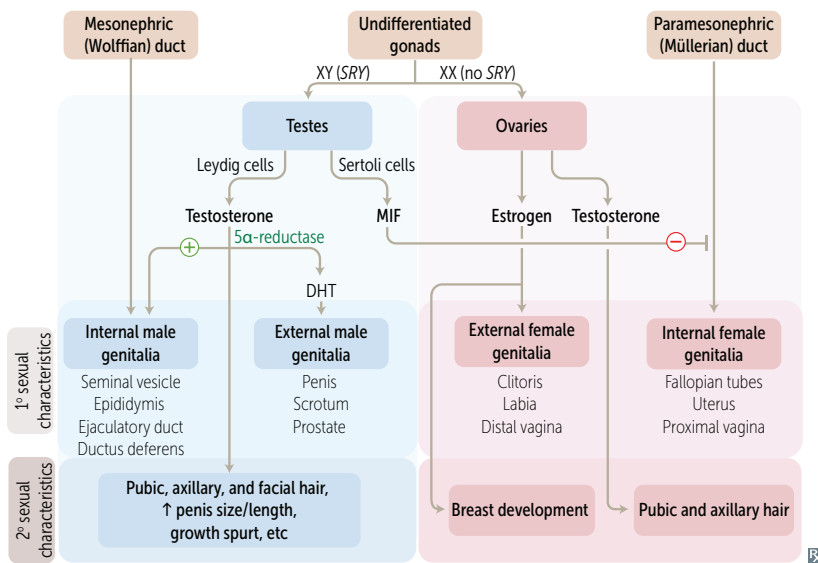 Mesonephric
(Wolffian) duct
Undifferentiated
gonads
Paramesonephric
(Müllerian) duct
XY (SRY)
XX (no SRY)
Testes
Ovaries
Leydig cells
Sertoli cells
Testosterone
MIF
Estrogen
Testosterone
+
5α-reductase
−
DHT
1º sexual
characteristics
Internal male
genitalia
Seminal vesicle
Epididymis
Ejaculatory duct
Ductus deferens
External male
genitalia
Penis
Scrotum
Prostate
External female
genitalia
Clitoris
Labia
Distal vagina
Internal female
genitalia
Fallopian tubes
Uterus
Proximal vagina
2º sexual
characteristics
Pubic, axillary, and facial hair,
↑ penis size/length,
growth spurt, etc
Breast development
Pubic and axillary hair
℞